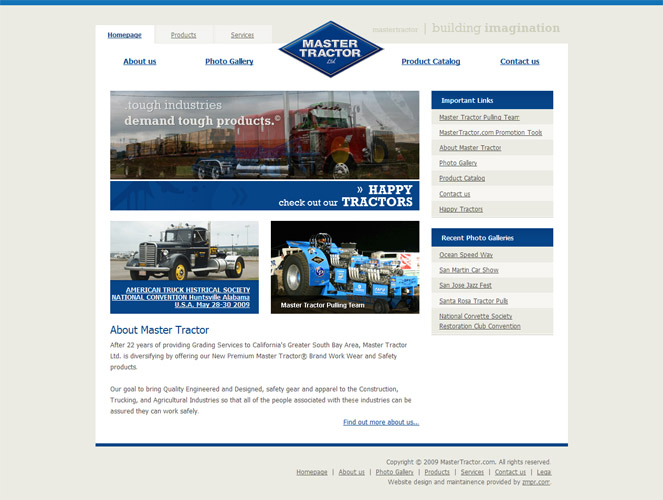 Homepage
Products
Services
mastertractor | building imagination
MASTER
TRACTOR
Ltd.
About us
Photo Gallery
Product Catalog
Contact us
tough industries
demand tough products.©
» HAPPY
check out our TRACTORS
AMERICAN TRUCK HISTRICAL SOCIETY
NATIONAL CONVENTION Huntsville Alabama
U.S.A. May 28-30 2009
Master Tractor Pulling Team
About Master Tractor
After 22 years of providing Grading Services to California's Greater South Bay Area, Master Tractor
Ltd. is diversifying by offering our New Premium Master Tractor® Brand Work Wear and Safety
products.
Our goal to bring Quality Engineered and Designed, safety gear and apparel to the Construction,
Trucking, and Agricultural Industries so that all of the people associated with these industries can be
assured they can work safely.
Find out more about us...
Important Links
Master Tractor Pulling Team
MasterTractor.com Promotion Tools
About Master Tractor
Photo Gallery
Product Catalog
Contact us
Happy Tractors
Recent Photo Galleries
Ocean Speed Way
San Martin Car Show
San Jose Jazz Fest
Santa Rosa Tractor Pulls
National Corvette Society
Restoration Club Convention
Copyright © 2009 MasterTractor.com. All rights reserved.
Homepage | About us | Photo Gallery | Products | Services | Contact us | Lega
Website design and maintainence provided by zmpr.com.